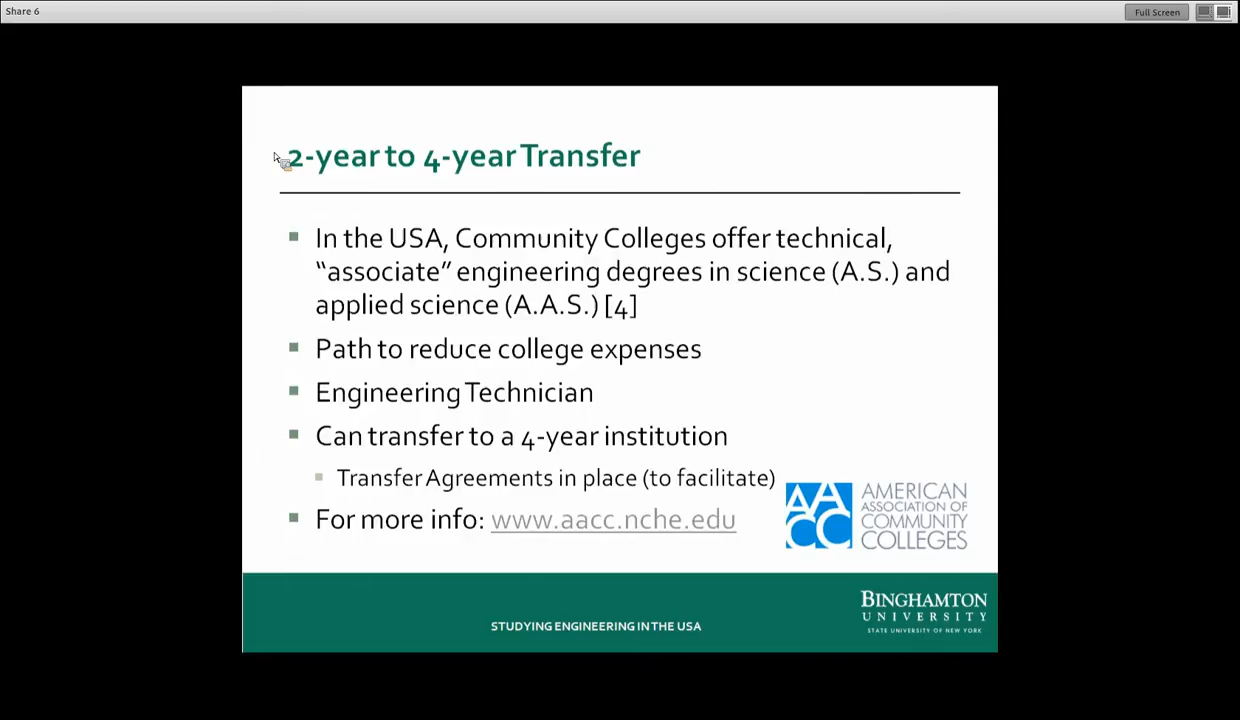 Share 6
Full Screen
2-year to 4-year Transfer
In the USA, Community Colleges offer technical,
“associate” engineering degrees in science (A.S.) and
applied science (A.A.S.) [4]
Path to reduce college expenses
Engineering Technician
Can transfer to a 4-year institution
Transfer Agreements in place (to facilitate)
For more info: www.aacc.nche.edu
AA
CC
AMERICAN
ASSOCIATION OF
COMMUNITY
COLLEGES
STUDYING ENGINEERING IN THE USA
BINGHAMTON
UNIVERSITY
STATE UNIVERSITY OF NEW YORK